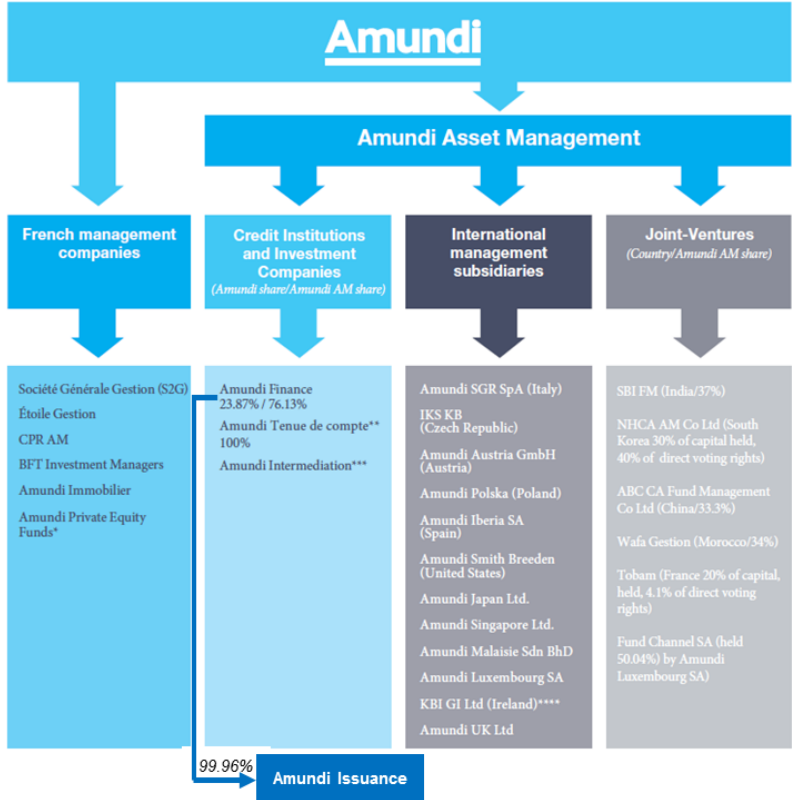 Amundi
Amundi Asset Management
French management
companies
Credit Institutions
and Investment
Companies
(Amundi share/Amundi AM share)
International
management
subsidiaries
Joint-Ventures
(Country/Amundi AM share)
Société Générale Gestion (S2G)
Étoile Gestion
CPR AM
BFT Investment Managers
Amundi Immobilier
Amundi Private Equity
Funds*
Amundi Finance
23.87% / 76.13%
Amundi Tenue de compte**
100%
Amundi Intermediation***
Amundi SGR SpA (Italy)
IKS KB
(Czech Republic)
Amundi Austria GmbH
(Austria)
Amundi Polska (Poland)
Amundi Iberia SA
(Spain)
Amundi Smith Breeden
(United States)
Amundi Japan Ltd.
Amundi Singapore Ltd.
Amundi Malaisie Sdn BhD
Amundi Luxembourg SA
KBI GI Ltd (Ireland)****
Amundi UK Ltd
SBI FM (India/37%)
NHCA AM Co Ltd (South
Korea 30% of capital held,
40% of  direct voting rights)
ABC CA Fund Management
Co Ltd (China/33.3%)
Wafa Gestion (Morocco/34%)
Tobam (France 20% of capital,
held, 4.1% of direct voting
rights)
Fund Channel SA (held
50.04%) by Amundi
Luxembourg SA)
99.96%
Amundi Issuance